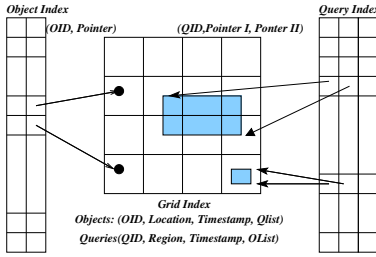 Object Index
Query Index
(OID, Pointer)
(QID,Pointer I, Ponter II)
Grid Index
Objects: (OID, Location, Timestamp, Qlist)
Queries(QID, Region, Timestamp, OList)